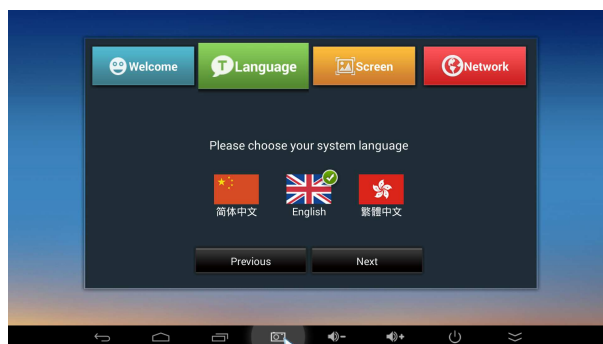 Welcome
Language
Screen
Network
Please choose your system language
简体中文
English
繁體中文
Previous
Next